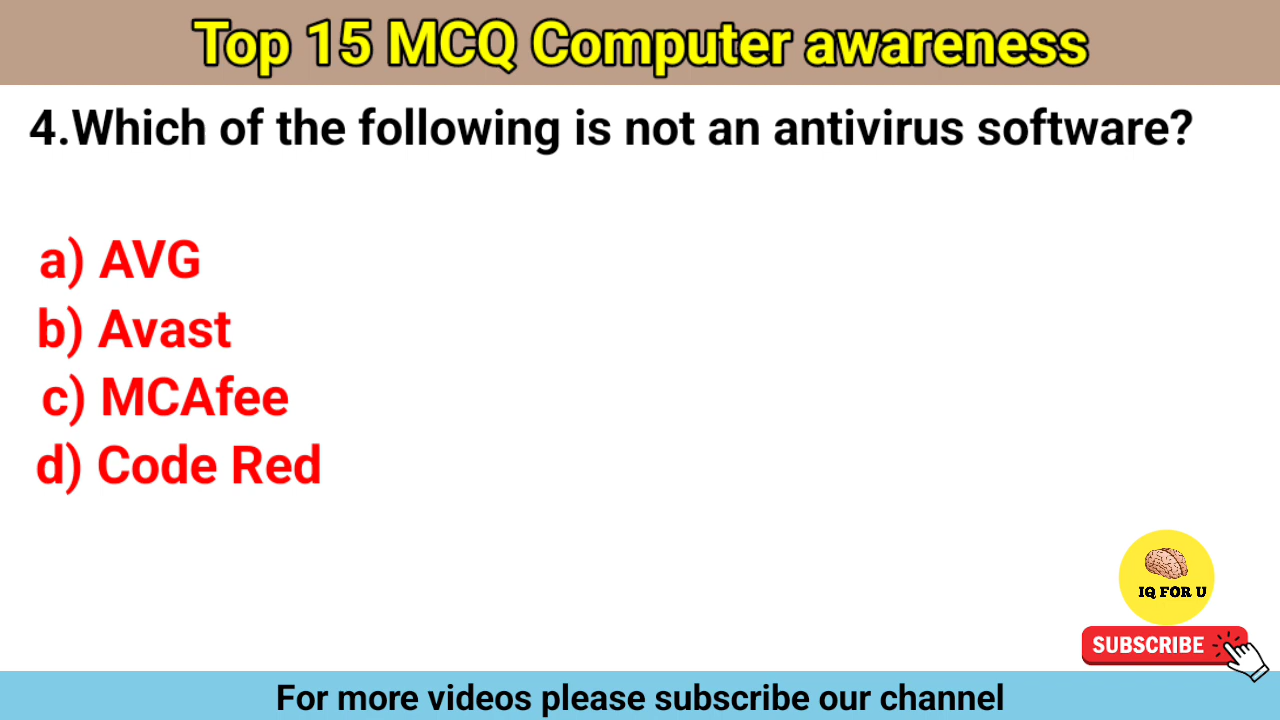 Top 15 MCQ Computer awareness
4.Which of the following is not an antivirus software?
a) AVG
b) Avast
c) MCAfee
d) Code Red
IQ FOR U
SUBSCRIBE
For more videos please subscribe our channel